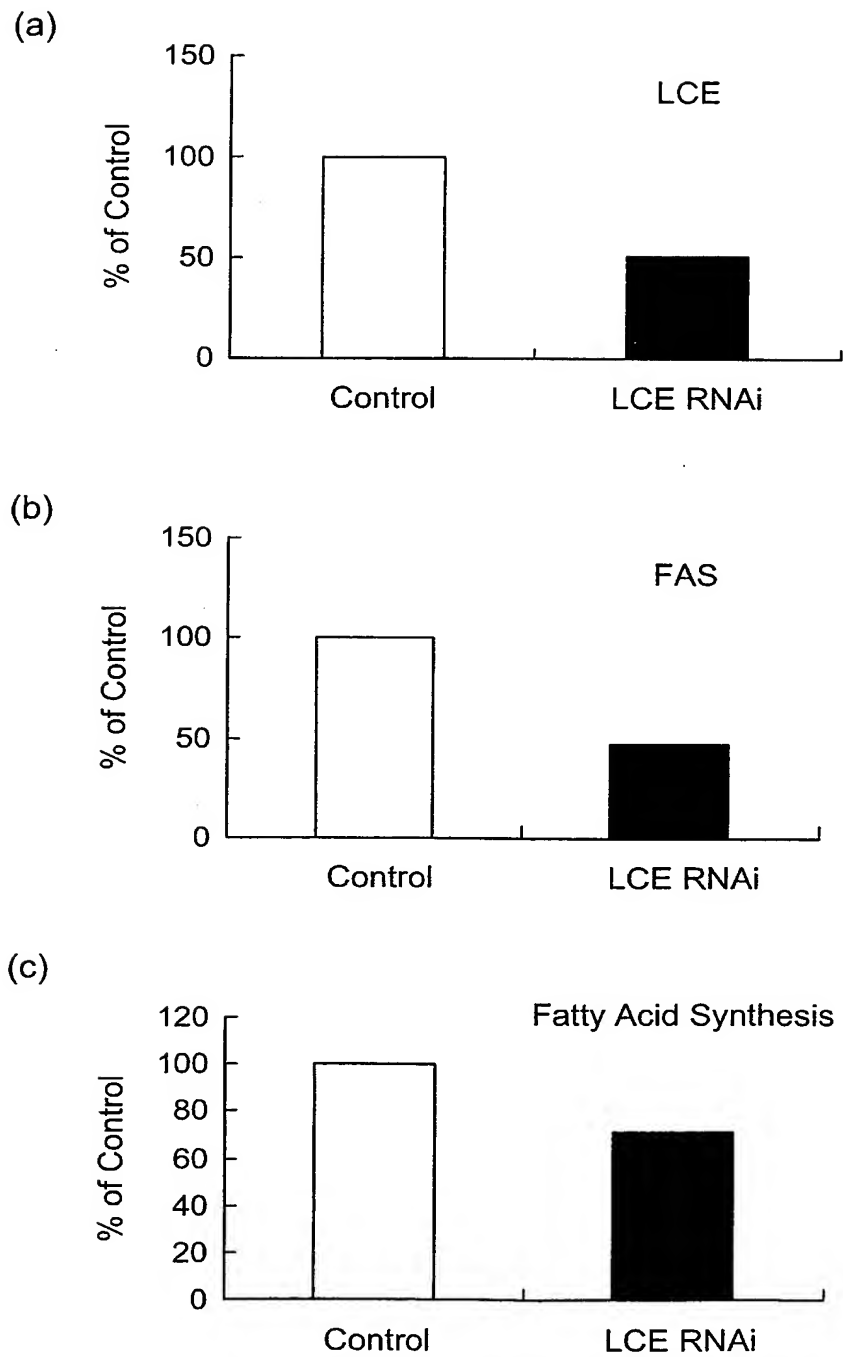 (a)
LCE
% of Control
150
100
50
0
Control LCE RNAi
(b)
FAS
% of Control
150
100
50
0
Control LCE RNAi
(c)
Fatty Acid Synthesis
% of Control
120
100
80
60
40
20
0
Control LCE RNAi